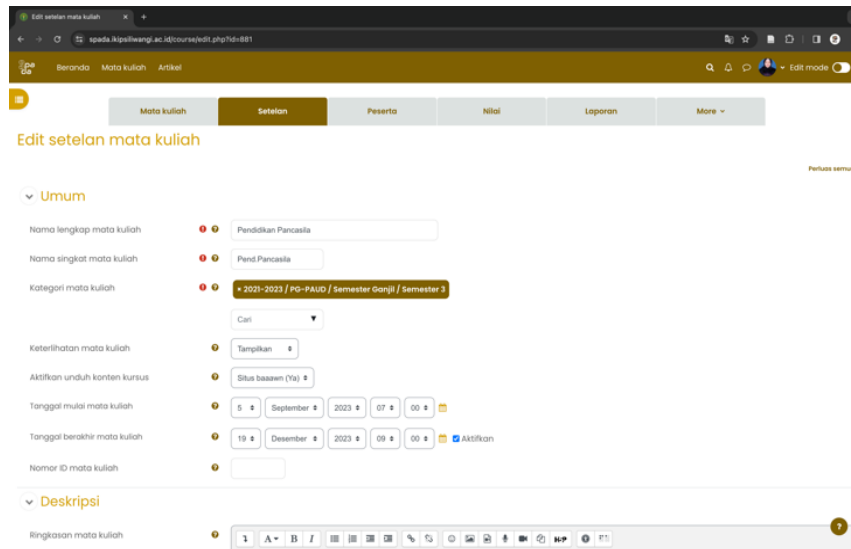 Edit setelan mata kuliah
spada.ikipsiliwangi.ac.id/course/edit.php?id=881
Spa
da
Beranda Mata kuliah Artikel Edit mode
Mata kuliah Setelan Peserta Nilai Laporan More
Edit setelan mata kuliah
Perluas semu
Umum
Nama lengkap mata kuliah Pendidikan Pancasila
Nama singkat mata kuliah Pend.Pancasila
Kategori mata kuliah × 2021-2023 / PG-PAUD / Semester Ganjil / Semester 3
Cari
Keterlihatan mata kuliah Tampilkan
Aktifkan unduh konten kursus Situs baaawn (Ya)
Tanggal mulai mata kuliah 5 September 2023 07 00
Tanggal berakhir mata kuliah 19 Desember 2023 09 00 Aktifkan
Nomor ID mata kuliah
Deskripsi
Ringkasan mata kuliah A B I H-P